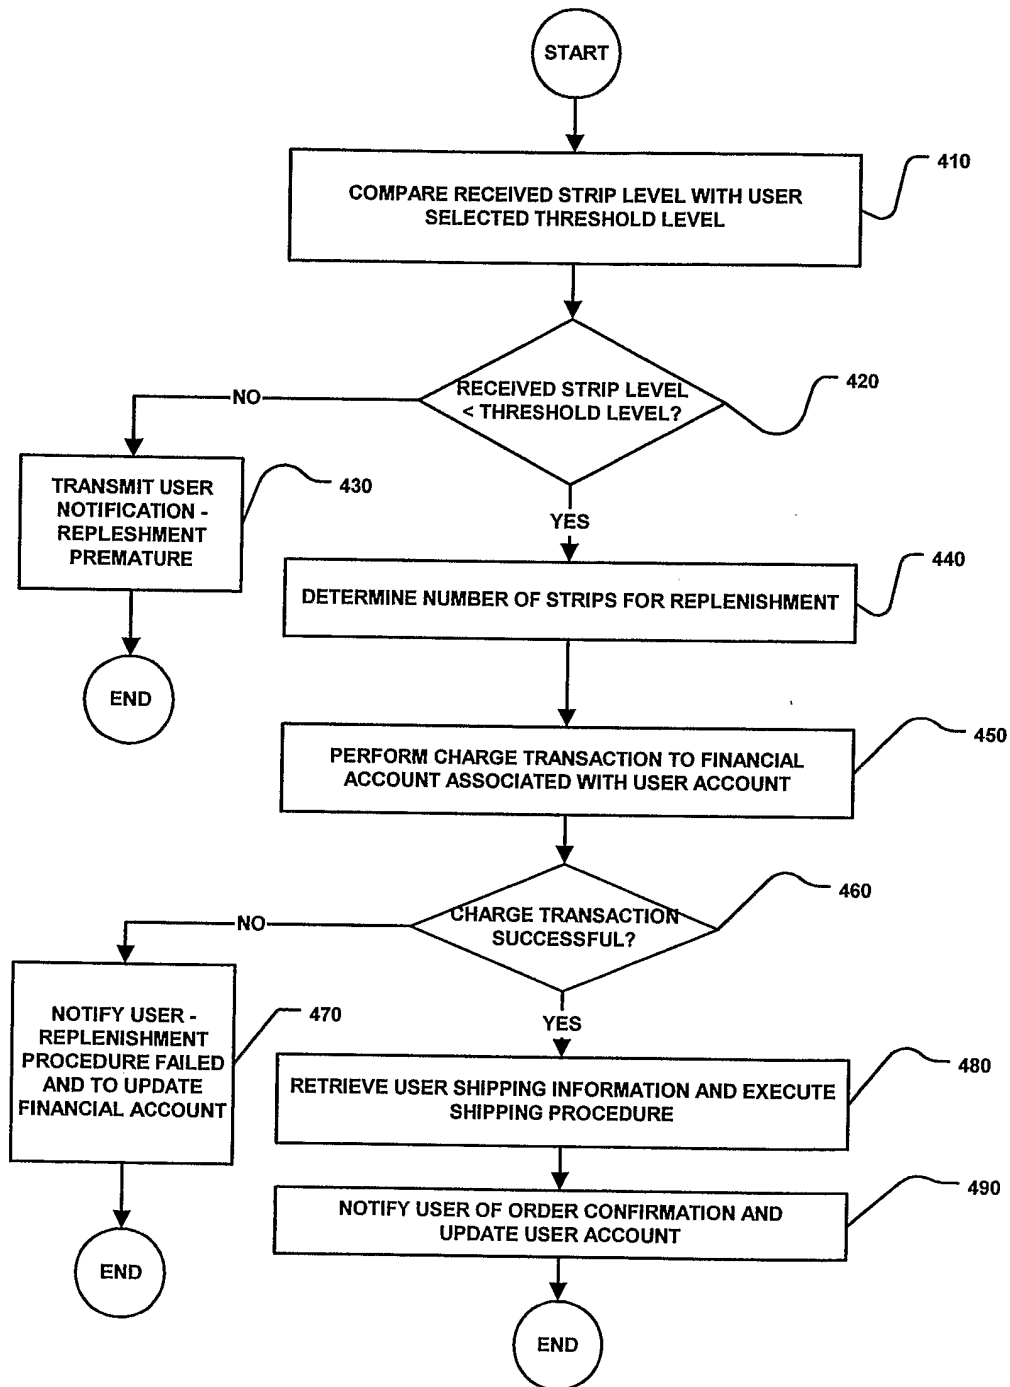 START
COMPARE RECEIVED STRIP LEVEL WITH USER
SELECTED THRESHOLD LEVEL
410
RECEIVED STRIP LEVEL
< THRESHOLD LEVEL?
420
NO
TRANSMIT USER
NOTIFICATION -
REPLESHMENT
PREMATURE
430
END
YES
DETERMINE NUMBER OF STRIPS FOR REPLENISHMENT
440
PERFORM CHARGE TRANSACTION TO FINANCIAL
ACCOUNT ASSOCIATED WITH USER ACCOUNT
450
CHARGE TRANSACTION
SUCCESSFUL?
460
NO
NOTIFY USER -
REPLENISHMENT
PROCEDURE FAILED
AND TO UPDATE
FINANCIAL ACCOUNT
470
END
YES
RETRIEVE USER SHIPPING INFORMATION AND EXECUTE
SHIPPING PROCEDURE
480
NOTIFY USER OF ORDER CONFIRMATION AND
UPDATE USER ACCOUNT
490
END